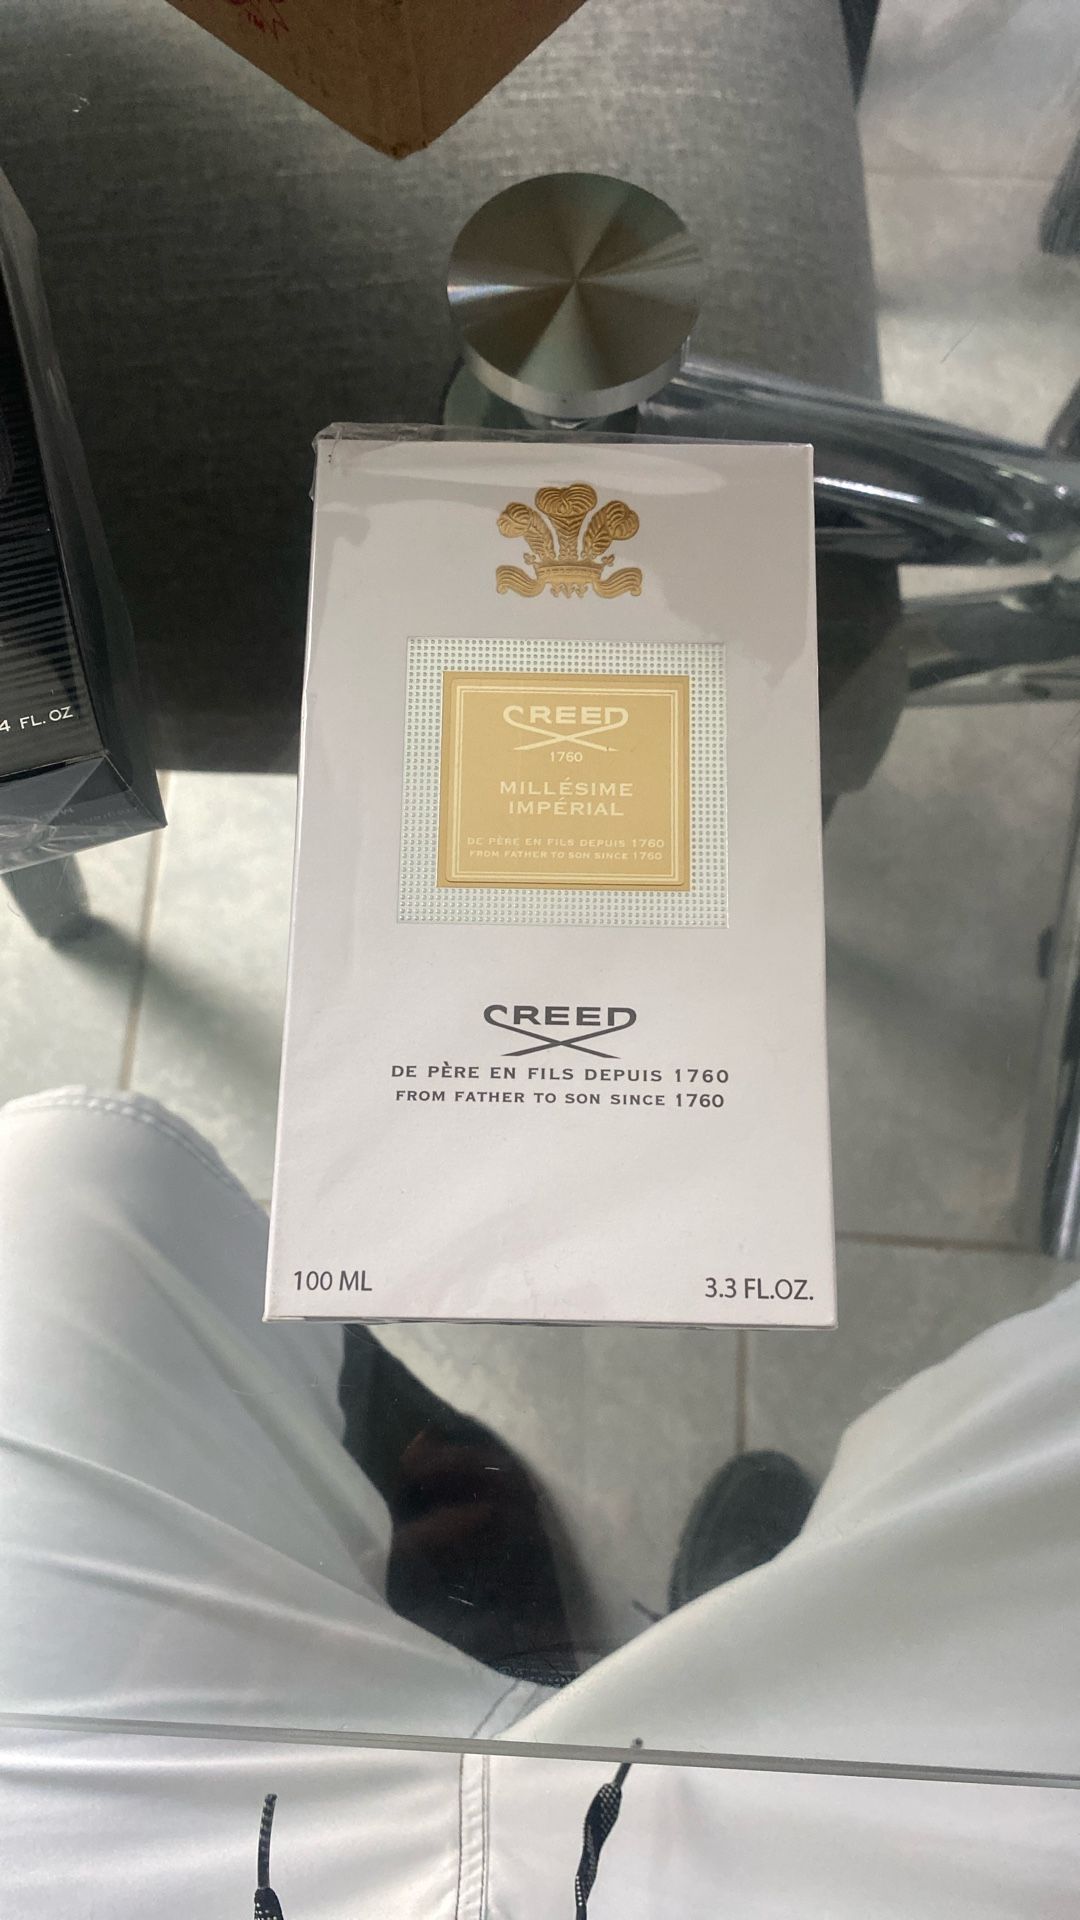 CREED
1760
MILLÉSIME
IMPÉRIAL
DE PÈRE EN FILS DEPUIS 1760
FROM FATHER TO SON SINCE 1760
CREED
DE PÈRE EN FILS DEPUIS 1760
FROM FATHER TO SON SINCE 1760
100 ML
3.3 FL.OZ.
4 FL. OZ